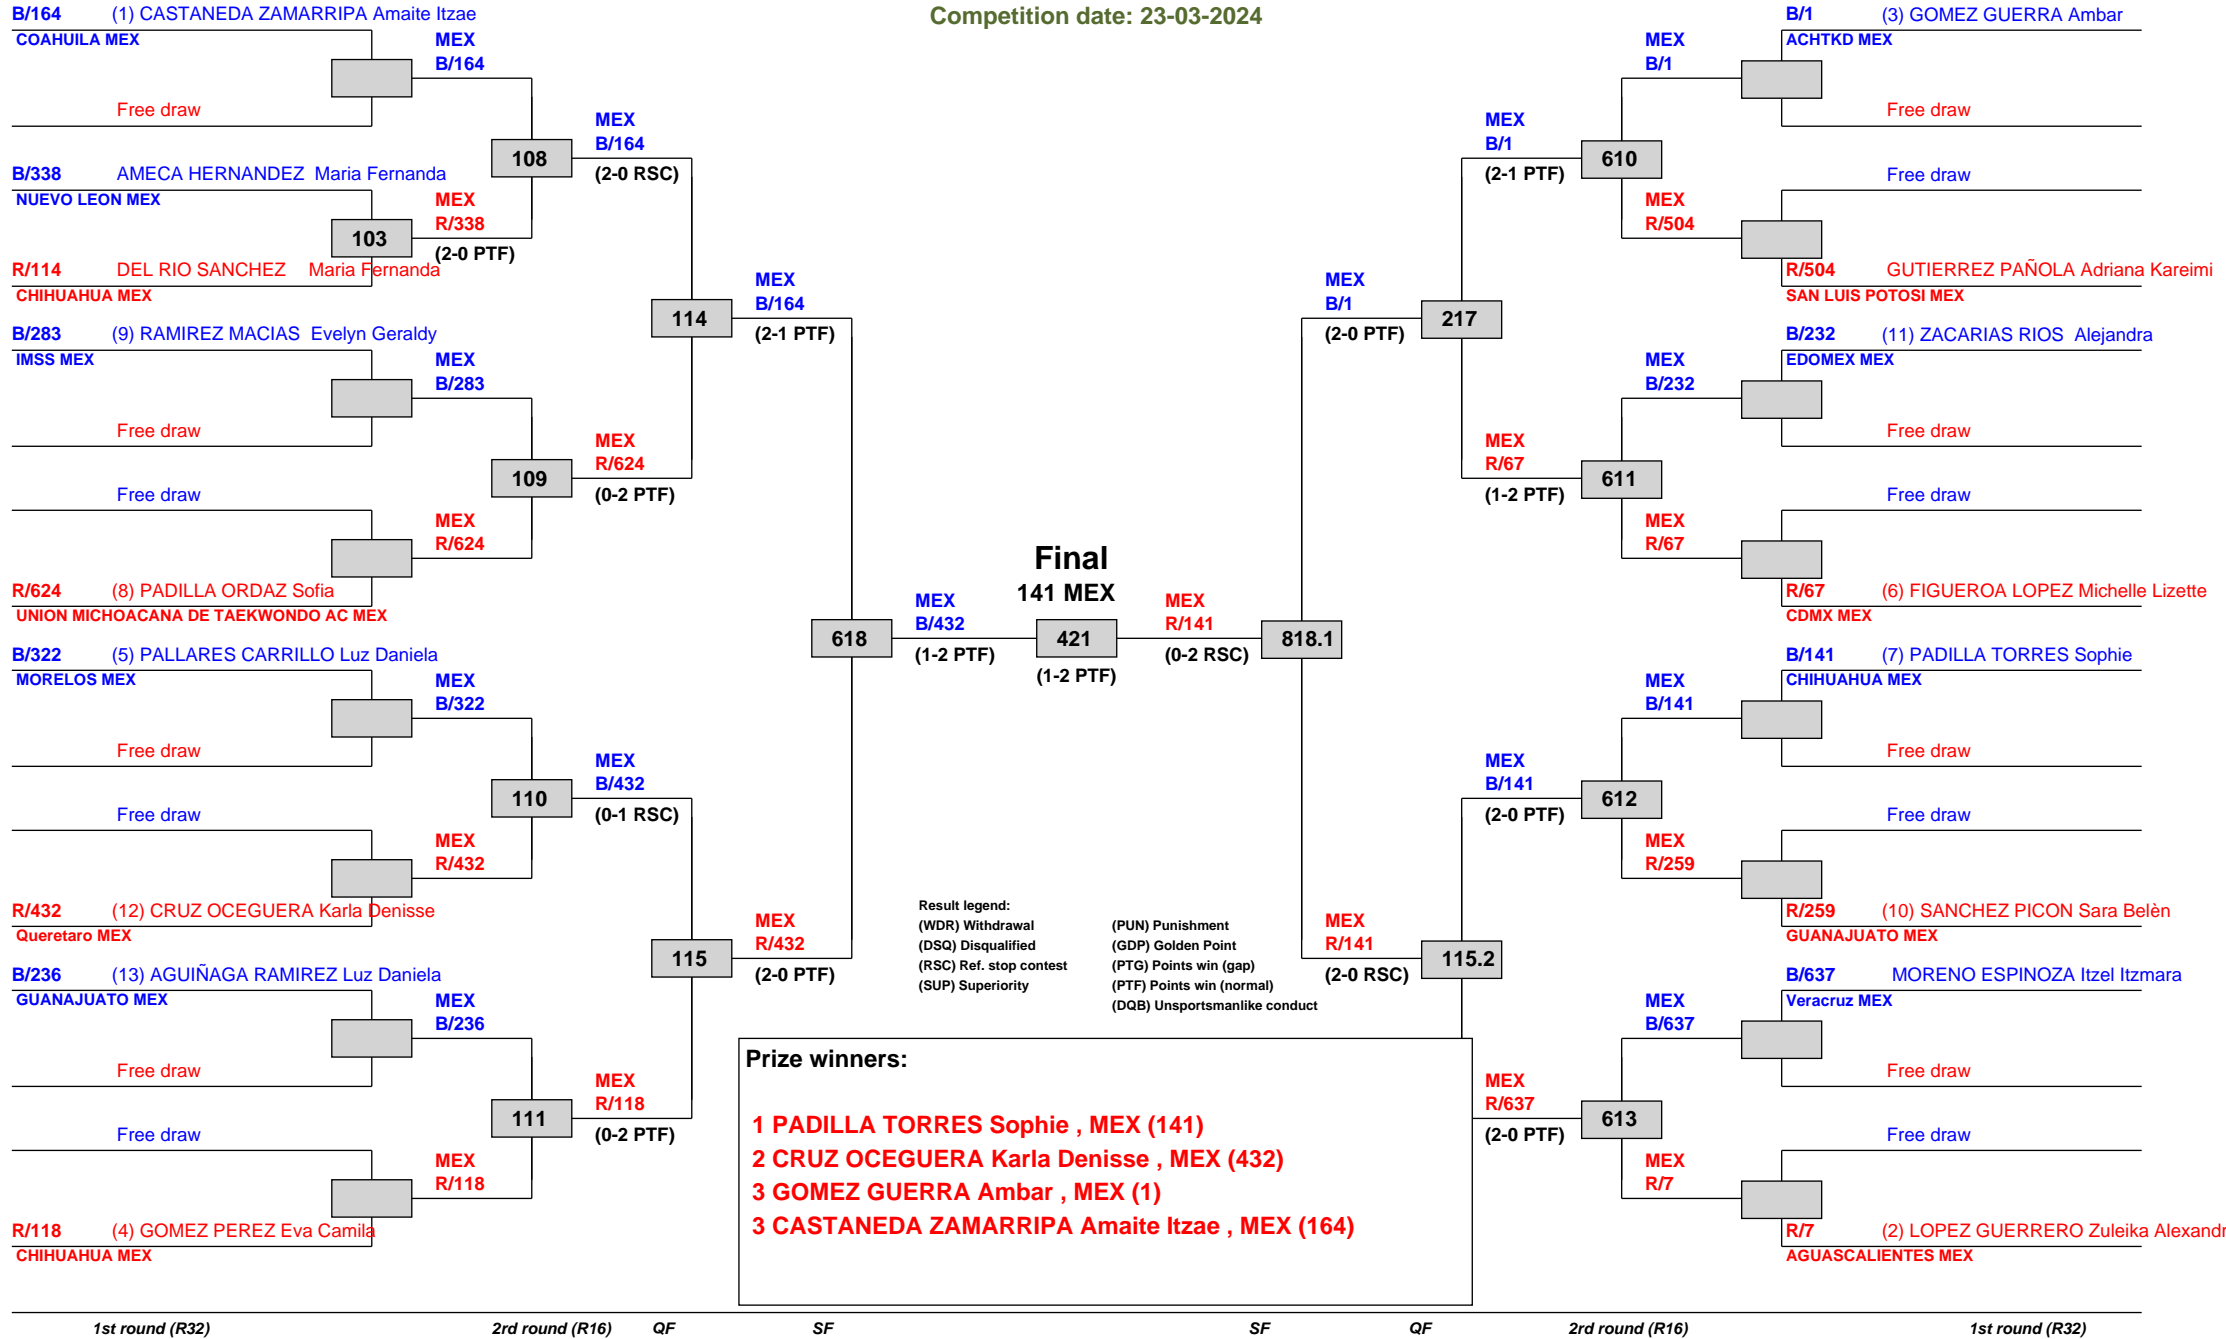 Competition date: 23-03-2024
B/164 (1) CASTANEDA ZAMARRIPA Amaite Itzae
COAHUILA MEX
Free draw
B/338 AMECA HERNANDEZ Maria Fernanda
NUEVO LEON MEX
R/114 DEL RIO SANCHEZ Maria Fernanda
CHIHUAHUA MEX
B/283 (9) RAMIREZ MACIAS Evelyn Geraldy
IMSS MEX
Free draw
Free draw
R/624 (8) PADILLA ORDAZ Sofia
UNION MICHOACANA DE TAEKWONDO AC MEX
B/322 (5) PALLARES CARRILLO Luz Daniela
MORELOS MEX
Free draw
Free draw
R/432 (12) CRUZ OCEGUERA Karla Denisse
Queretaro MEX
B/236 (13) AGUIÑAGA RAMIREZ Luz Daniela
GUANAJUATO MEX
Free draw
Free draw
R/118 (4) GOMEZ PEREZ Eva Camila
CHIHUAHUA MEX
MEX
B/164
103
MEX
R/338
(2-0 PTF)
MEX
B/283
MEX
R/624
MEX
B/322
MEX
R/432
MEX
B/236
MEX
R/118
108
MEX
B/164
(2-0 RSC)
109
MEX
R/624
(0-2 PTF)
110
MEX
B/432
(0-1 RSC)
111
MEX
R/118
(0-2 PTF)
114
MEX
B/164
(2-1 PTF)
115
MEX
R/432
(2-0 PTF)
618
MEX
B/432
(1-2 PTF)
Final
141 MEX
421
(1-2 PTF)
MEX
R/141
(0-2 RSC)
818.1
MEX
B/1
(2-0 PTF)
217
MEX
R/141
(2-0 RSC)
115.2
MEX
B/1
(2-1 PTF)
610
MEX
R/67
(1-2 PTF)
611
MEX
B/141
(2-0 PTF)
612
MEX
R/637
(2-0 PTF)
613
MEX
B/1
MEX
R/504
MEX
B/232
MEX
R/67
MEX
B/141
MEX
R/259
MEX
B/637
MEX
R/7
B/1 (3) GOMEZ GUERRA Ambar
ACHTKD MEX
Free draw
Free draw
R/504 GUTIERREZ PAÑOLA Adriana Kareimi
SAN LUIS POTOSI MEX
B/232 (11) ZACARIAS RIOS Alejandra
EDOMEX MEX
Free draw
Free draw
R/67 (6) FIGUEROA LOPEZ Michelle Lizette
CDMX MEX
B/141 (7) PADILLA TORRES Sophie
CHIHUAHUA MEX
Free draw
Free draw
R/259 (10) SANCHEZ PICON Sara Belèn
GUANAJUATO MEX
B/637 MORENO ESPINOZA Itzel Itzmara
Veracruz MEX
Free draw
Free draw
R/7 (2) LOPEZ GUERRERO Zuleika Alexandr
AGUASCALIENTES MEX
Result legend:
(WDR) Withdrawal (PUN) Punishment
(DSQ) Disqualified (GDP) Golden Point
(RSC) Ref. stop contest (PTG) Points win (gap)
(SUP) Superiority (PTF) Points win (normal)
(DQB) Unsportsmanlike conduct
Prize winners:
1 PADILLA TORRES Sophie , MEX (141)
2 CRUZ OCEGUERA Karla Denisse , MEX (432)
3 GOMEZ GUERRA Ambar , MEX (1)
3 CASTANEDA ZAMARRIPA Amaite Itzae , MEX (164)
1st round (R32) 2rd round (R16) QF SF SF QF 2rd round (R16) 1st round (R32)